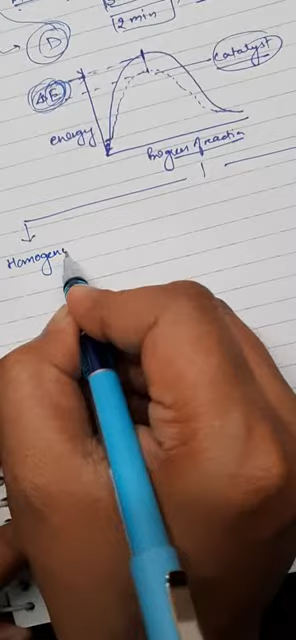 D
2 min
Catalyst
ΔE
energy
Progress of reaction
Homogene